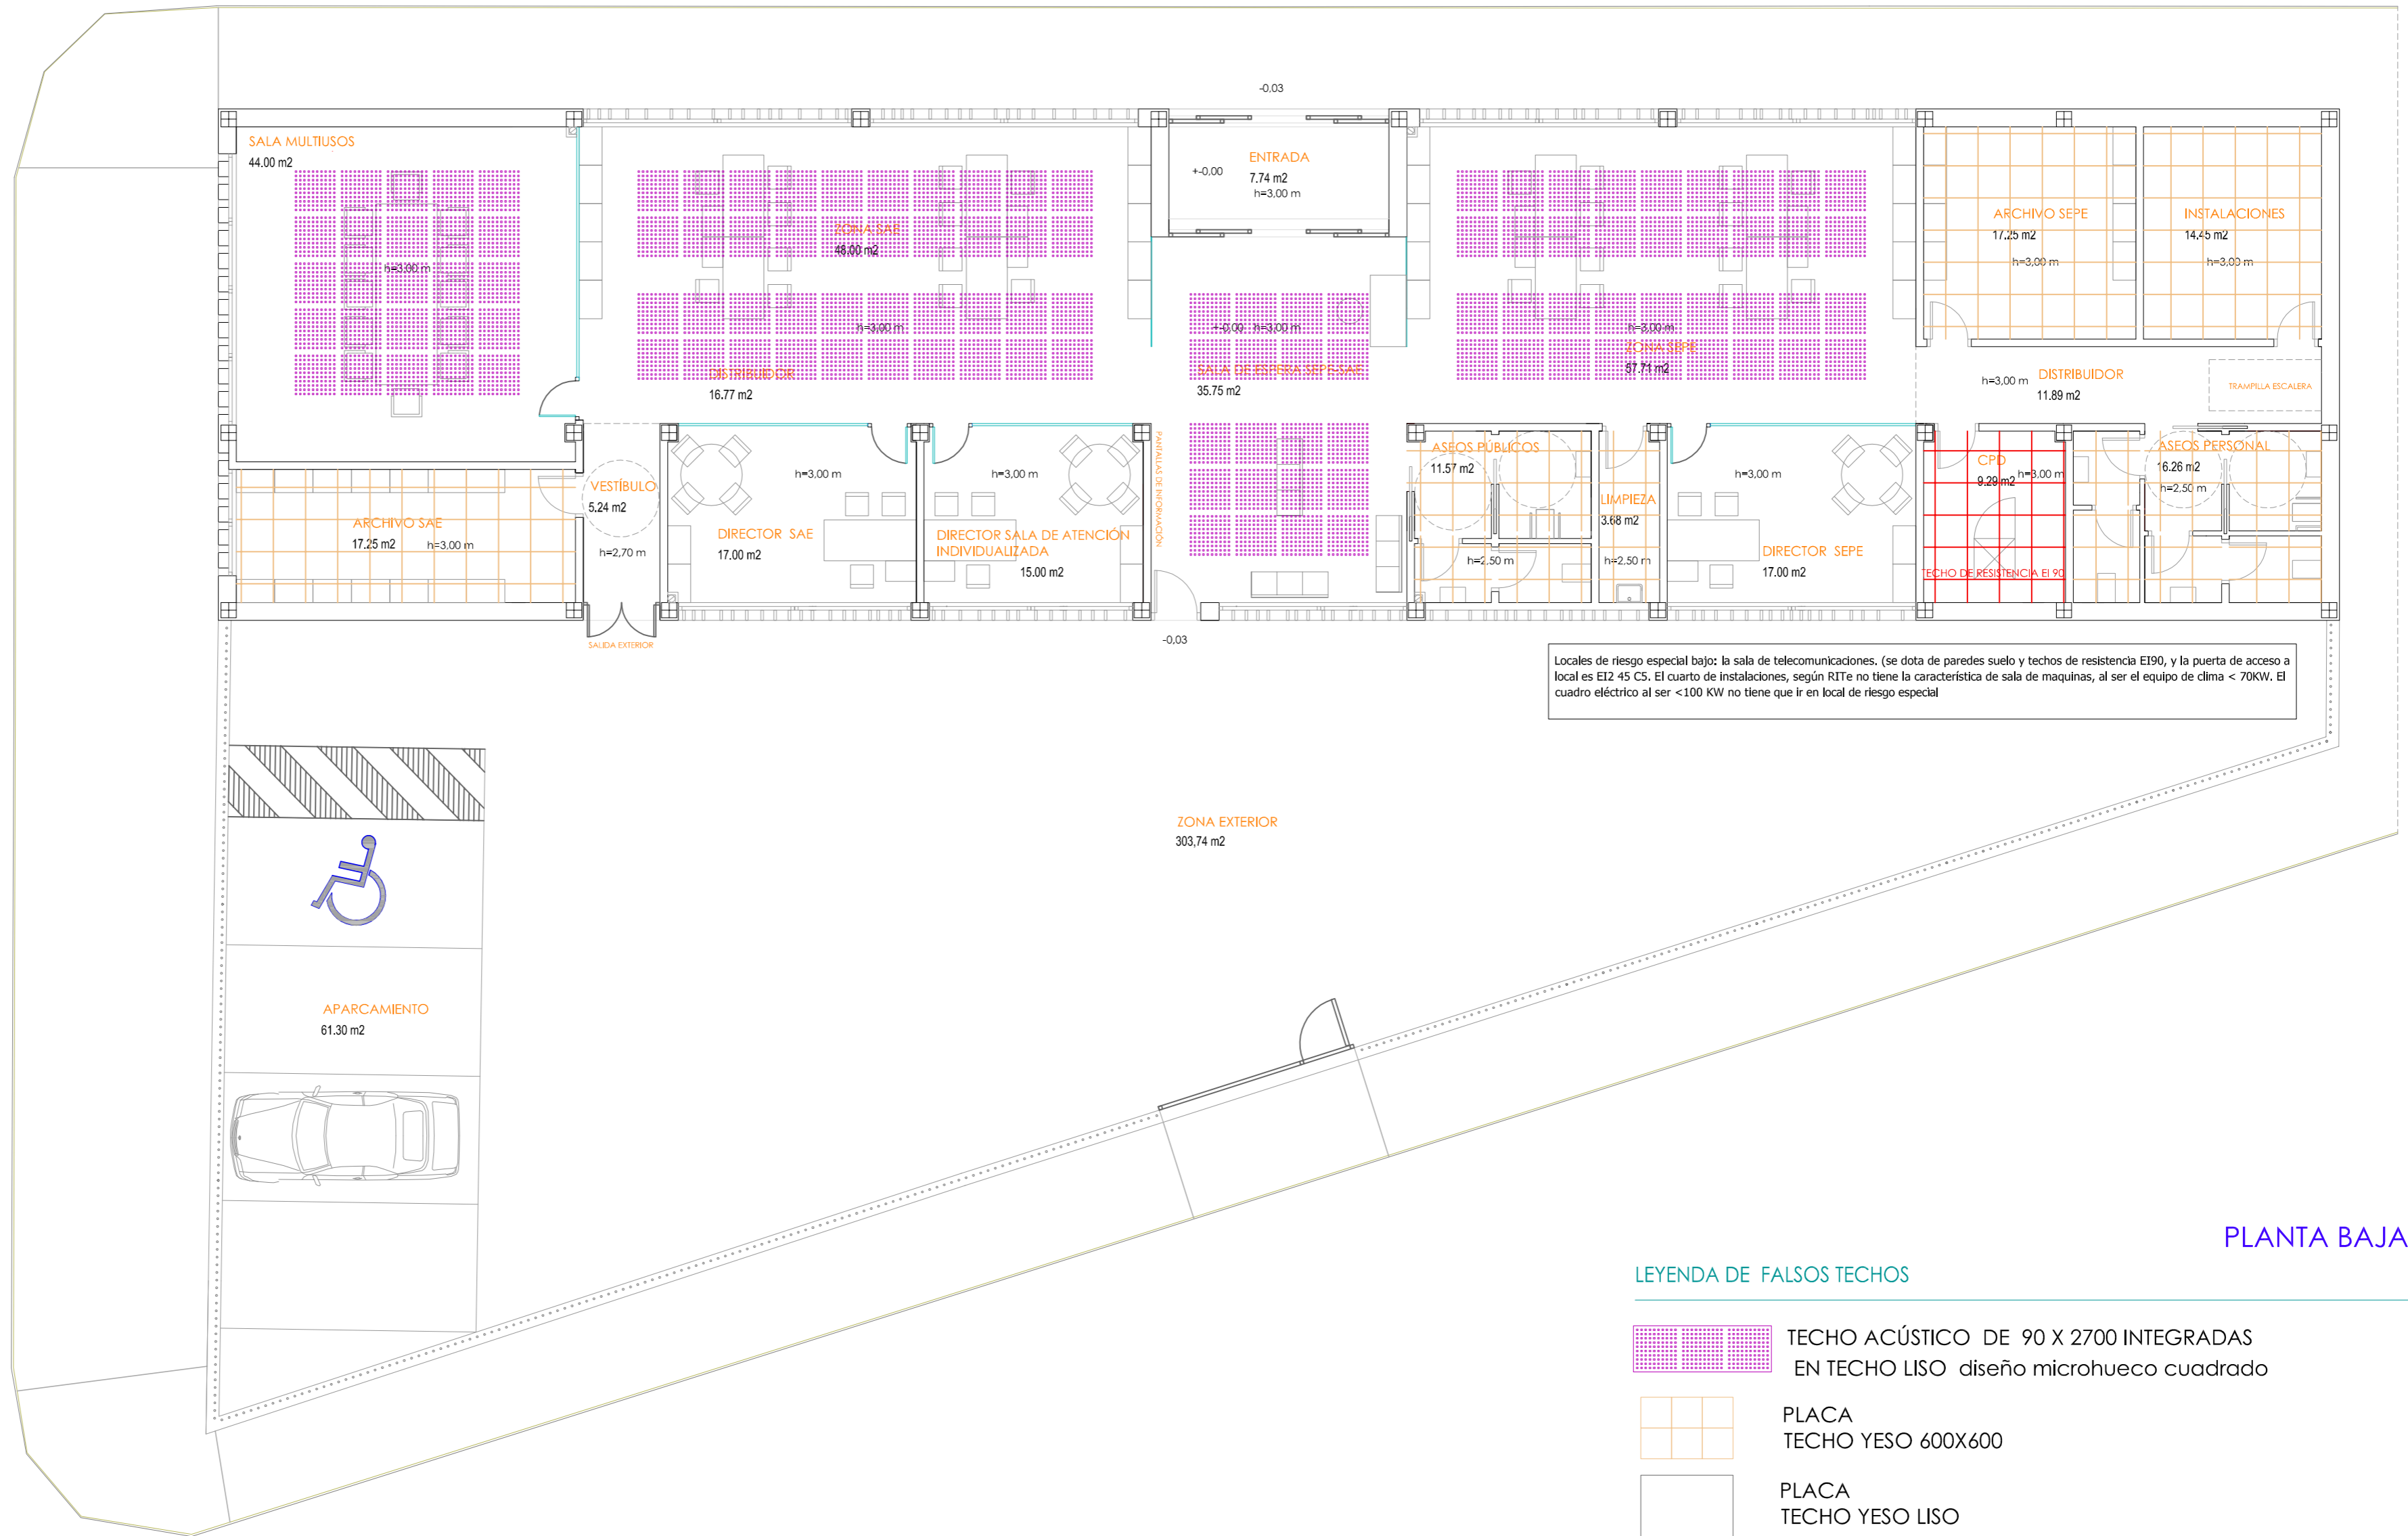 -0,03
SALA MULTIUSOS
44.00 m2
h=3,00 m
ZONA SAE
48.00 m2
h=3,00 m
DISTRIBUIDOR
16.77 m2
ENTRADA
+-0,00
7.74 m2
h=3,00 m
+-0,00 h=3,00 m
SALA DE ESPERA SEPE-SAE
35.75 m2
h=3,00 m
ZONA SEPE
57.71 m2
ARCHIVO SEPE
17.25 m2
h=3,00 m
INSTALACIONES
14.45 m2
h=3,00 m
h=3,00 m
DISTRIBUIDOR
11.89 m2
TRAMPILLA ESCALERA
ARCHIVO SAE
17.25 m2
h=3,00 m
VESTÍBULO
5.24 m2
h=2,70 m
SALIDA EXTERIOR
h=3,00 m
DIRECTOR SAE
17.00 m2
h=3,00 m
DIRECTOR SALA DE ATENCIÓN
INDIVIDUALIZADA
15.00 m2
PANTALLAS DE INFORMACIÓN
ASEOS PÚBLICOS
11.57 m2
h=2,50 m
LIMPIEZA
3.68 m2
h=2,50 m
h=3,00 m
DIRECTOR SEPE
17.00 m2
CPD
9.29 m2
h=3,00 m
TECHO DE RESISTENCIA EI 90
ASEOS PERSONAL
16.26 m2
h=2,50 m
-0,03
Locales de riesgo especial bajo: la sala de telecomunicaciones. (se dota de paredes suelo y techos de resistencia EI90, y la puerta de acceso a
local es EI2 45 C5. El cuarto de instalaciones, según RITe no tiene la característica de sala de maquinas, al ser el equipo de clima < 70KW. El
cuadro eléctrico al ser <100 KW no tiene que ir en local de riesgo especial
ZONA EXTERIOR
303,74 m2
APARCAMIENTO
61.30 m2
PLANTA BAJA
LEYENDA DE FALSOS TECHOS
TECHO ACÚSTICO DE 90 X 2700 INTEGRADAS
EN TECHO LISO diseño microhueco cuadrado
PLACA
TECHO YESO 600X600
PLACA
TECHO YESO LISO